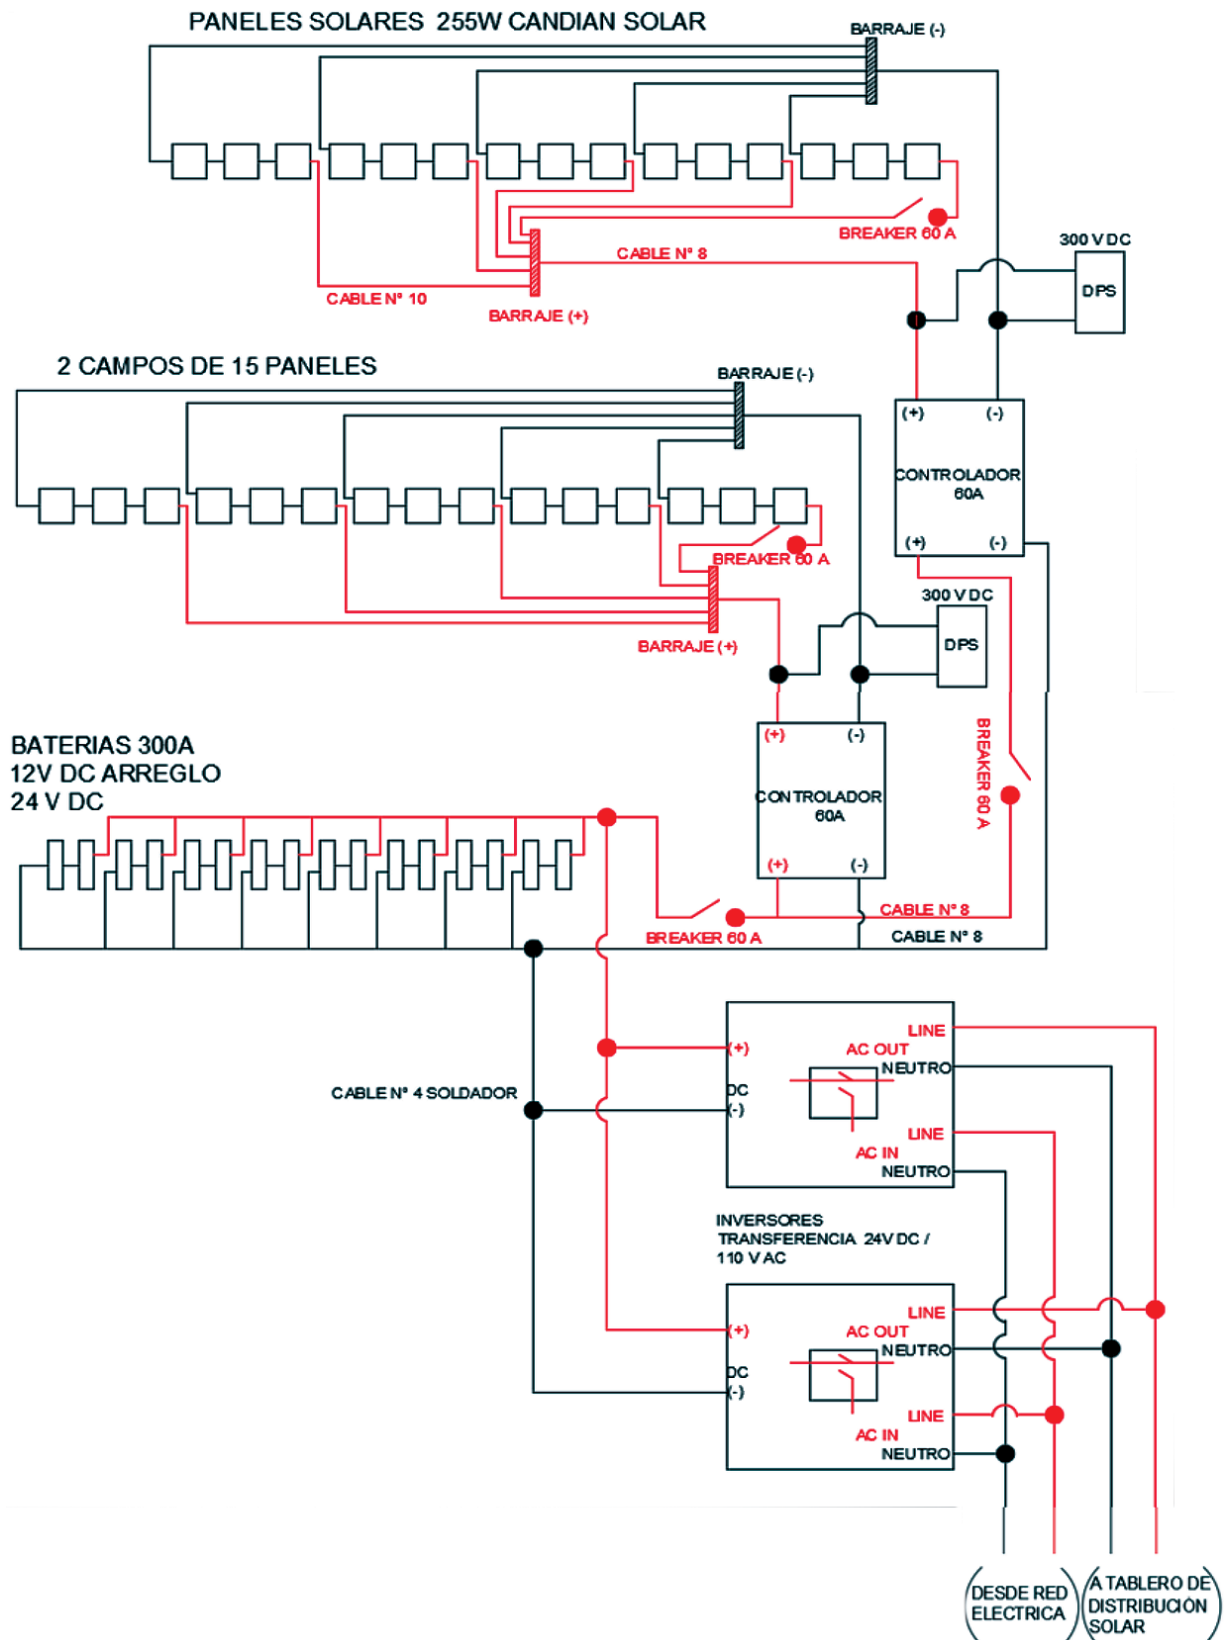 PANELES SOLARES 255W CANDIAN SOLAR
BARRAJE (-)
BREAKER 60 A
CABLE N° 8
300 V DC
DPS
CABLE N° 10
BARRAJE (+)
2 CAMPOS DE 15 PANELES
BARRAJE (-)
(+)
(-)
CONTROLADOR
60A
(+)
(-)
BREAKER 60 A
300 V DC
DPS
BARRAJE (+)
BATERIAS 300A
12V DC ARREGLO
24 V DC
(+)
(-)
CONTROLADOR
60A
(+)
(-)
BREAKER 60 A
CABLE N° 8
BREAKER 60 A
CABLE N° 8
LINE
(+)
AC OUT
NEUTRO
DC
(-)
CABLE N° 4 SOLDADOR
LINE
AC IN
NEUTRO
INVERSORES
TRANSFERENCIA 24V DC /
110 V AC
LINE
(+)
AC OUT
NEUTRO
DC
(-)
LINE
AC IN
NEUTRO
DESDE RED
ELECTRICA
A TABLERO DE
DISTRIBUCIÓN
SOLAR